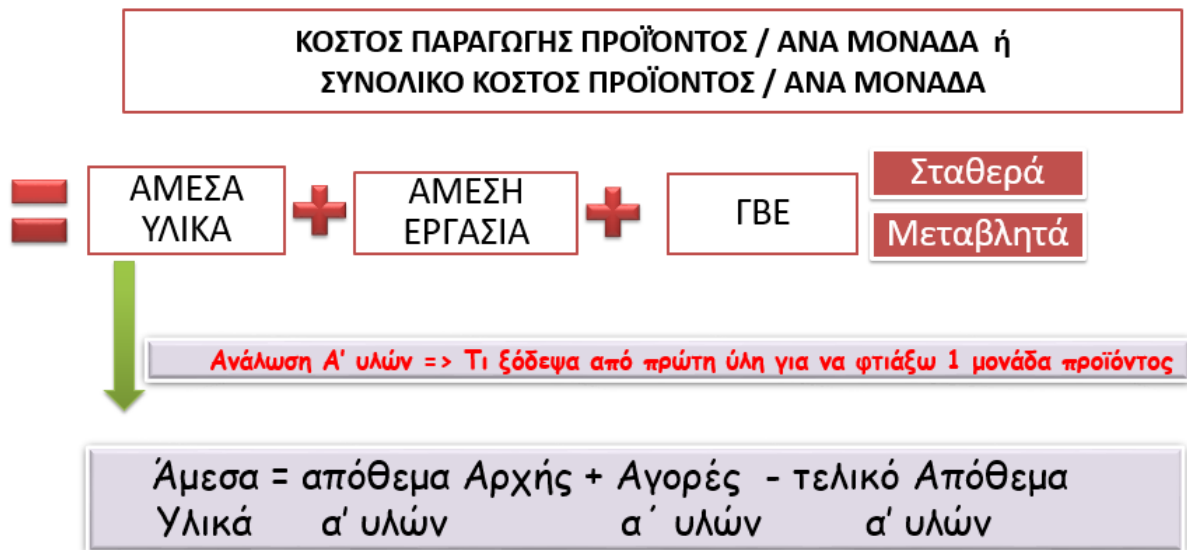 ΚΟΣΤΟΣ ΠΑΡΑΓΩΓΗΣ ΠΡΟΪΟΝΤΟΣ / ΑΝΑ ΜΟΝΑΔΑ ή
ΣΥΝΟΛΙΚΟ ΚΟΣΤΟΣ ΠΡΟΪΟΝΤΟΣ / ΑΝΑ ΜΟΝΑΔΑ
ΑΜΕΣΑ
ΥΛΙΚΑ
ΑΜΕΣΗ
ΕΡΓΑΣΙΑ
ΓΒΕ
Σταθερά
Μεταβλητά
Ανάλωση Α' υλών => Τι ξόδεψα από πρώτη ύλη για να φτιάξω 1 μονάδα προϊόντος
Άμεσα = απόθεμα Αρχής + Αγορές - τελικό Απόθεμα
Υλικά α' υλών α΄ υλών α' υλών